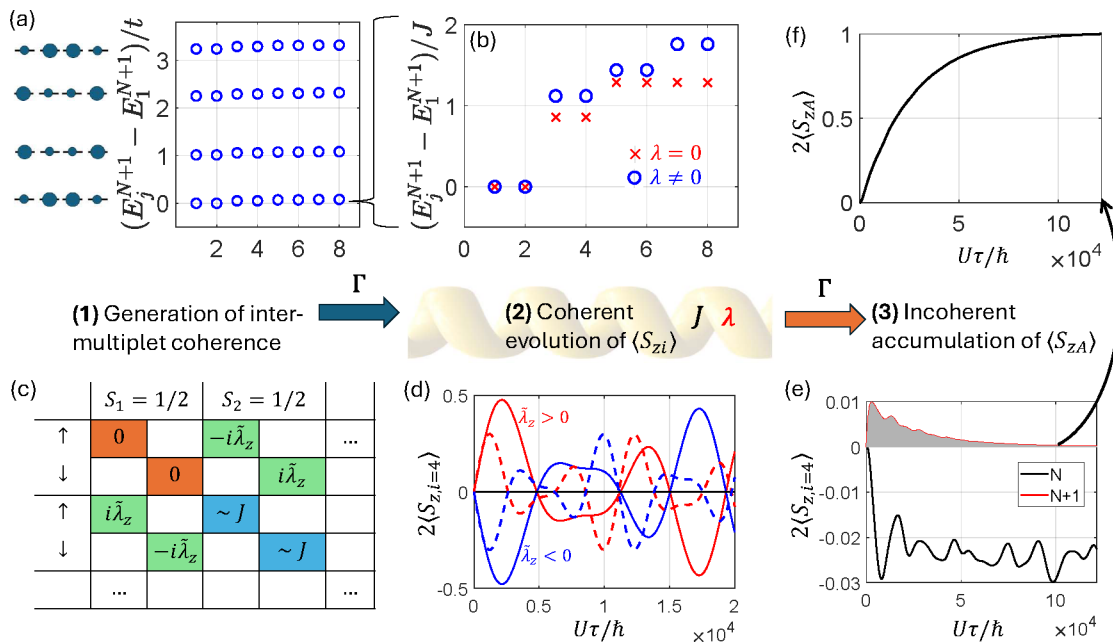 (a)
(E_j^{N+1} − E_1^{N+1})/t
3
2
1
0
0 2 4 6 8
(b)
(E_j^{N+1} − E_1^{N+1})/J
2
1
0
× λ = 0
○ λ ≠ 0
0 2 4 6 8
(f)
2⟨S_{zA}⟩
1
0.5
0
0 5 10
Uτ/ħ ×10^4
(1) Generation of inter-
multiplet coherence
Γ
(2) Coherent J λ
evolution of ⟨S_{zi}⟩
Γ
(3) Incoherent
accumulation of ⟨S_{zA}⟩
(c)
S_1 = 1/2 S_2 = 1/2
↑ 0 −iλ̃_z ...
↓ 0 iλ̃_z
↑ iλ̃_z ~ J
↓ −iλ̃_z ~ J
... ...
(d)
2⟨S_{z,i=4}⟩
0.5
0
-0.5
λ̃_z > 0
λ̃_z < 0
0 0.5 1 1.5 2
Uτ/ħ ×10^4
(e)
2⟨S_{z,i=4}⟩
0.01
0
-0.01
-0.02
-0.03
N
N+1
0 5 10
Uτ/ħ ×10^4